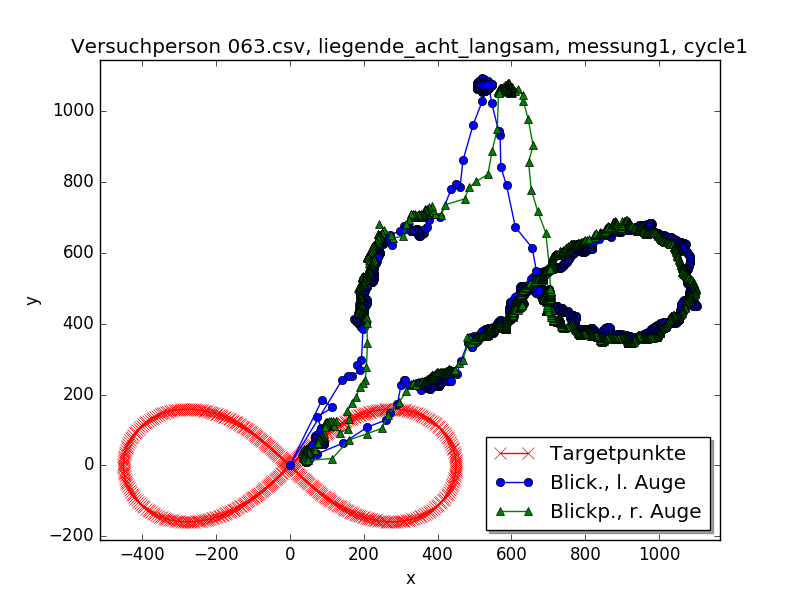 Versuchperson 063.csv, liegende_acht_langsam, messung1, cycle1
1000
800
600
400
200
0
−200
y
−400 −200 0 200 400 600 800 1000
x
Targetpunkte
Blick., l. Auge
Blickp., r. Auge